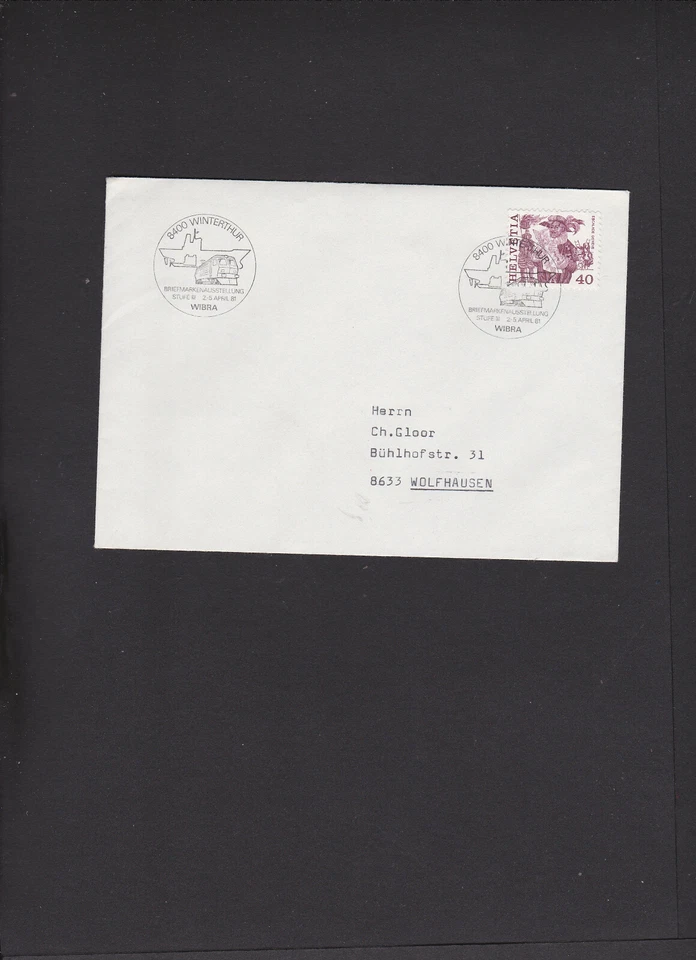 8400 WINTERTHUR
BRIEFMARKENAUSSTELLUNG
STUFE III 2.-5. APRIL 81
WIBRA
8400 WINTERTHUR
BRIEFMARKENAUSSTELLUNG
STUFE III 2.-5. APRIL 81
WIBRA
HELVETIA
40
Herrn
Ch.Gloor
Bühlhofstr. 31
8633 WOLFHAUSEN